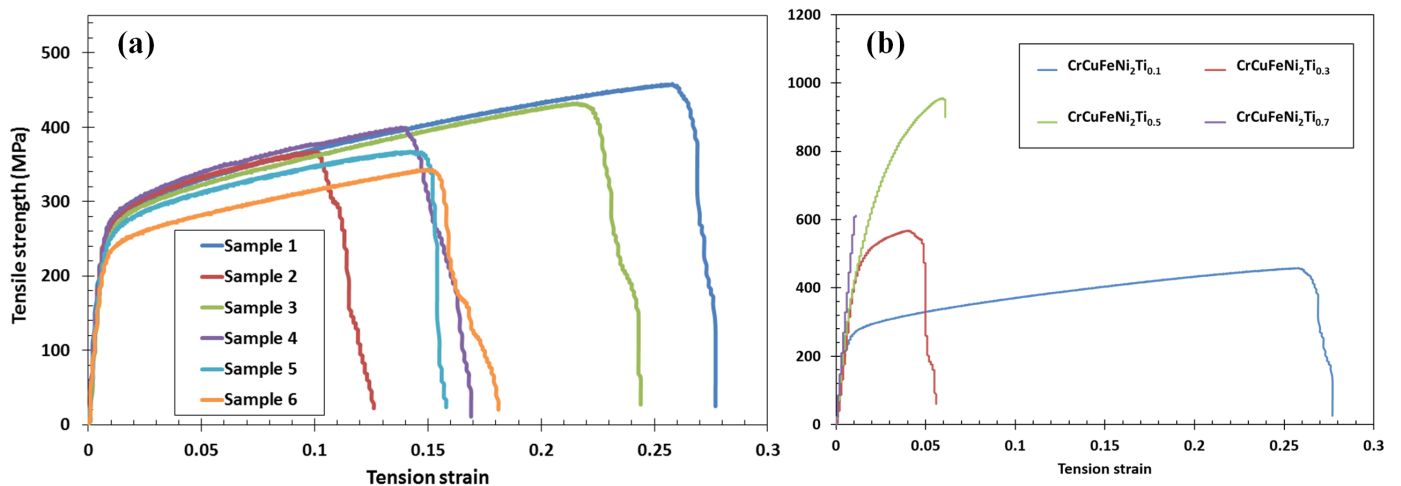 (a)
Tensile strength (MPa)
500
400
300
200
100
0
0
0.05
0.1
0.15
0.2
0.25
0.3
Tension strain
Sample 1
Sample 2
Sample 3
Sample 4
Sample 5
Sample 6
(b)
1200
1000
800
600
400
200
0
0
0.05
0.1
0.15
0.2
0.25
0.3
Tension strain
CrCuFeNi₂Ti₀.₁
CrCuFeNi₂Ti₀.₃
CrCuFeNi₂Ti₀.₅
CrCuFeNi₂Ti₀.₇